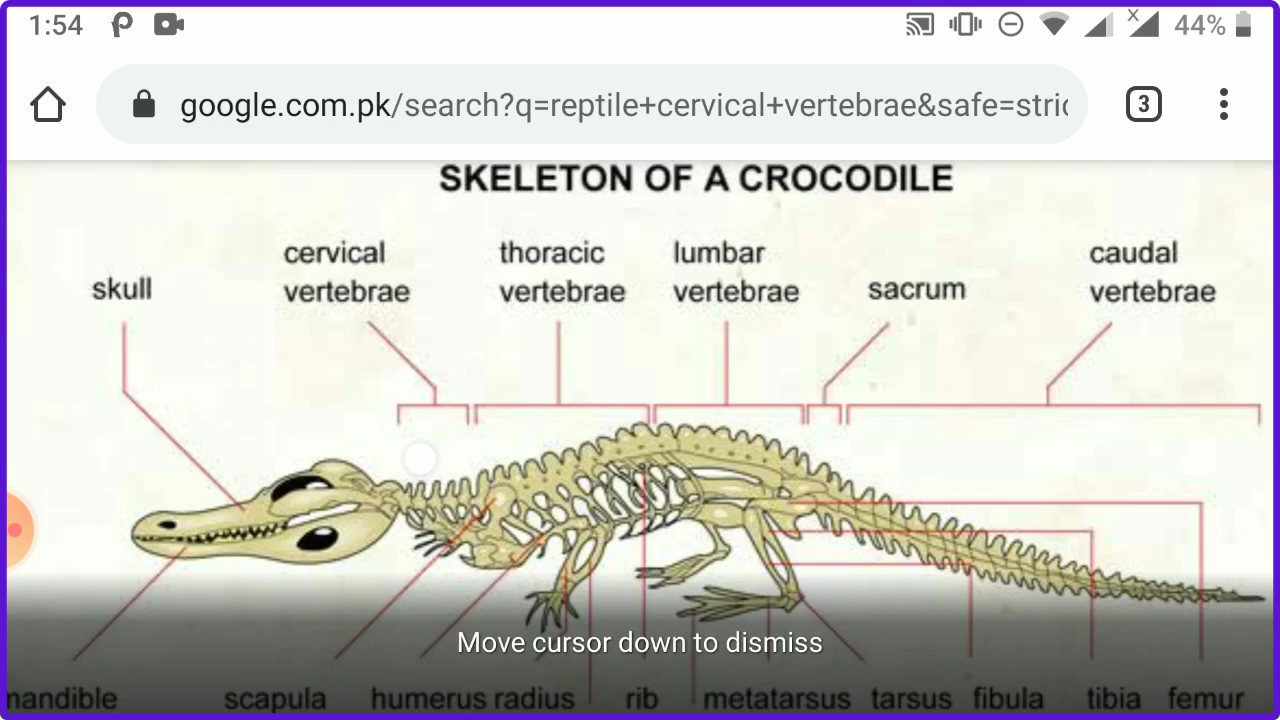 1:54
44%
google.com.pk/search?q=reptile+cervical+vertebrae&safe=stric
3
SKELETON OF A CROCODILE
skull
cervical
vertebrae
thoracic
vertebrae
lumbar
vertebrae
sacrum
caudal
vertebrae
Move cursor down to dismiss
mandible scapula humerus radius rib metatarsus tarsus fibula tibia femur